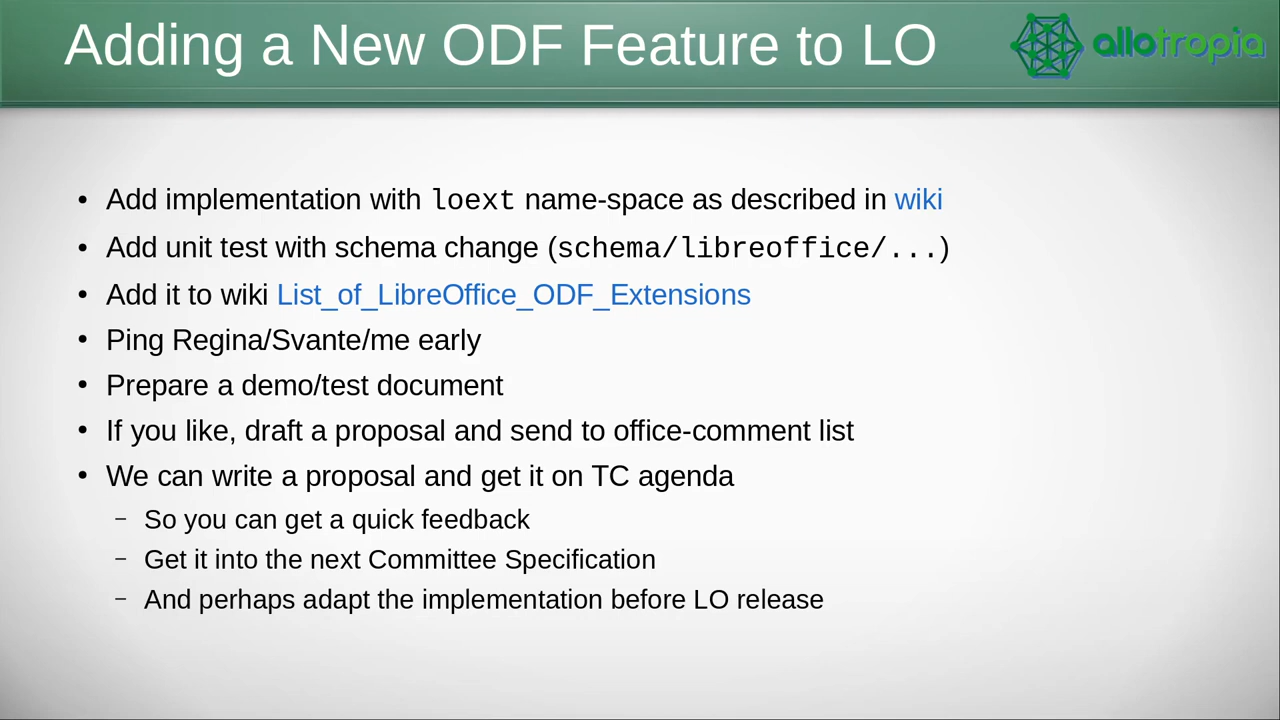 Adding a New ODF Feature to LO
allotropia
• Add implementation with loext name-space as described in wiki
• Add unit test with schema change (schema/libreoffice/...)
• Add it to wiki List_of_LibreOffice_ODF_Extensions
• Ping Regina/Svante/me early
• Prepare a demo/test document
• If you like, draft a proposal and send to office-comment list
• We can write a proposal and get it on TC agenda
– So you can get a quick feedback
– Get it into the next Committee Specification
– And perhaps adapt the implementation before LO release